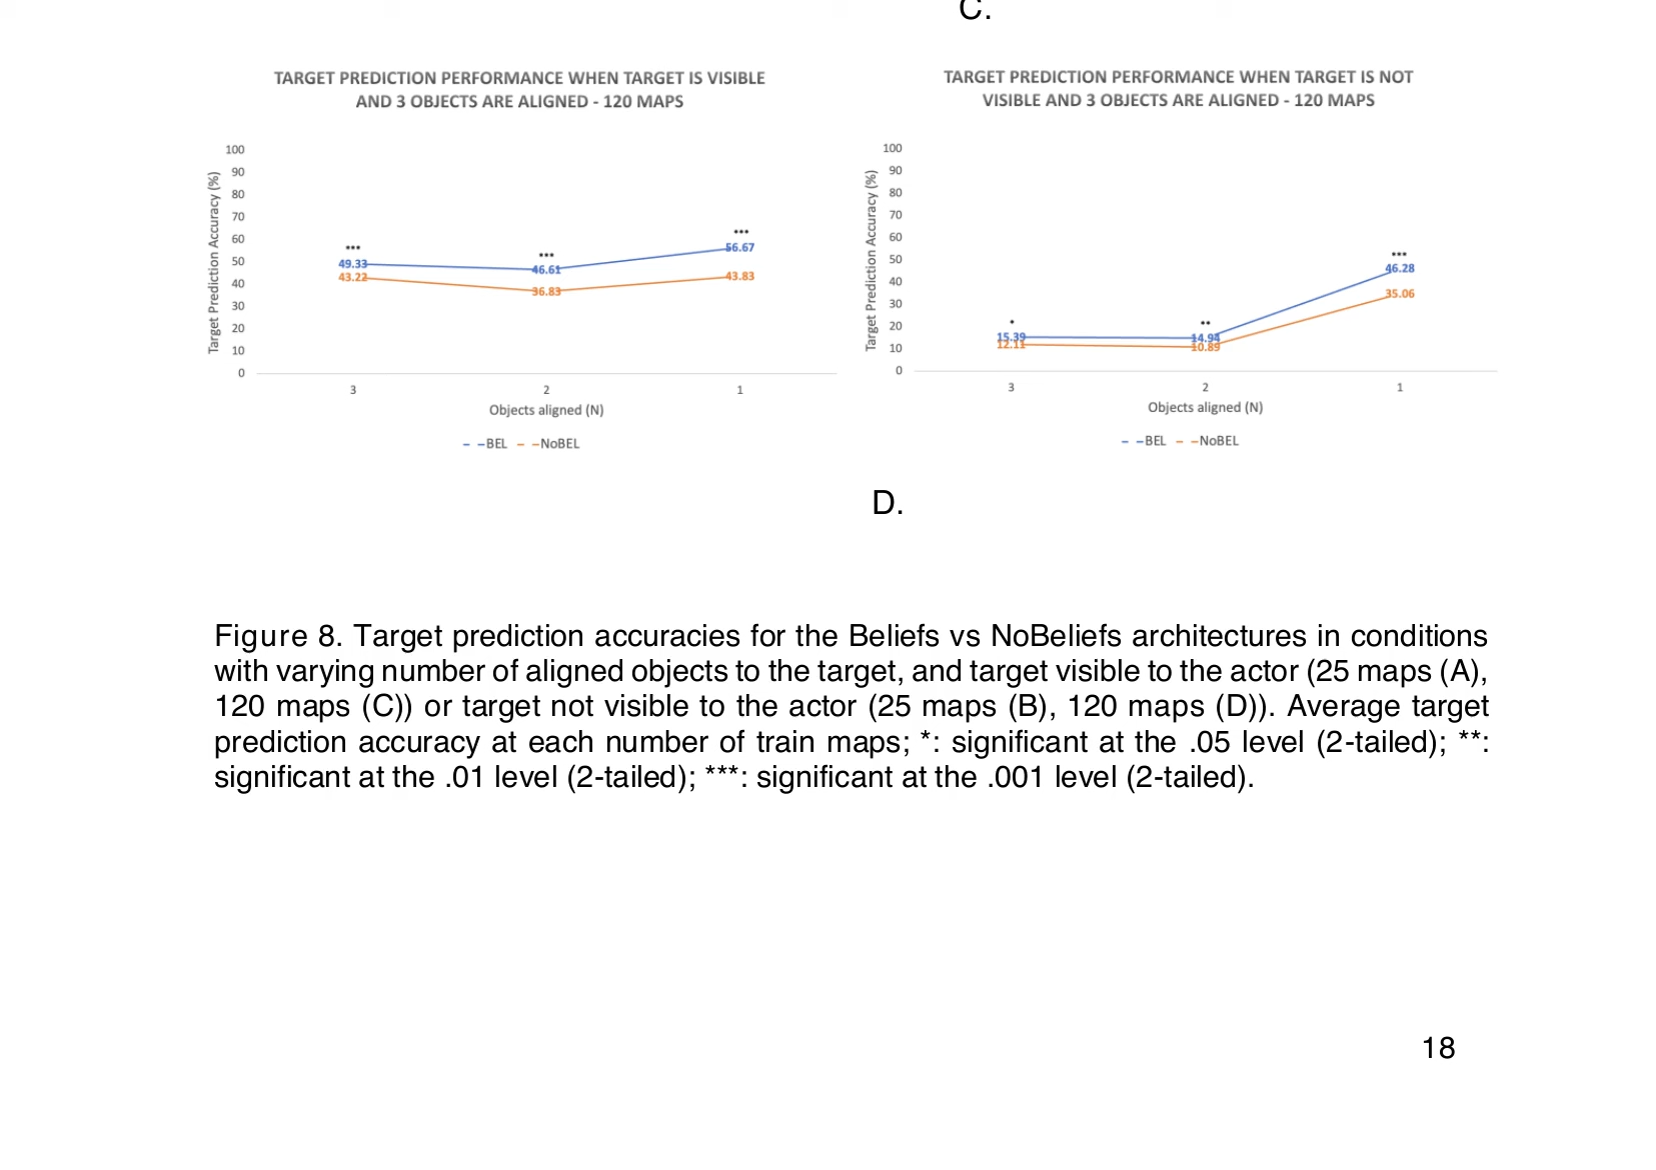 C.
TARGET PREDICTION PERFORMANCE WHEN TARGET IS VISIBLE
AND 3 OBJECTS ARE ALIGNED - 120 MAPS
Target Prediction Accuracy (%)
100
90
80
70
60
50
40
30
20
10
0
***
***
***
49.33
46.61
56.67
43.22
36.83
43.83
3
2
1
Objects aligned (N)
BEL
NoBEL
TARGET PREDICTION PERFORMANCE WHEN TARGET IS NOT
VISIBLE AND 3 OBJECTS ARE ALIGNED - 120 MAPS
Target Prediction Accuracy (%)
100
90
80
70
60
50
40
30
20
10
0
*
**
***
15.39
14.94
46.28
12.11
10.89
35.06
3
2
1
Objects aligned (N)
BEL
NoBEL
D.
Figure 8. Target prediction accuracies for the Beliefs vs NoBeliefs architectures in conditions
with varying number of aligned objects to the target, and target visible to the actor (25 maps (A),
120 maps (C)) or target not visible to the actor (25 maps (B), 120 maps (D)). Average target
prediction accuracy at each number of train maps; *: significant at the .05 level (2-tailed); **:
significant at the .01 level (2-tailed); ***: significant at the .001 level (2-tailed).
18